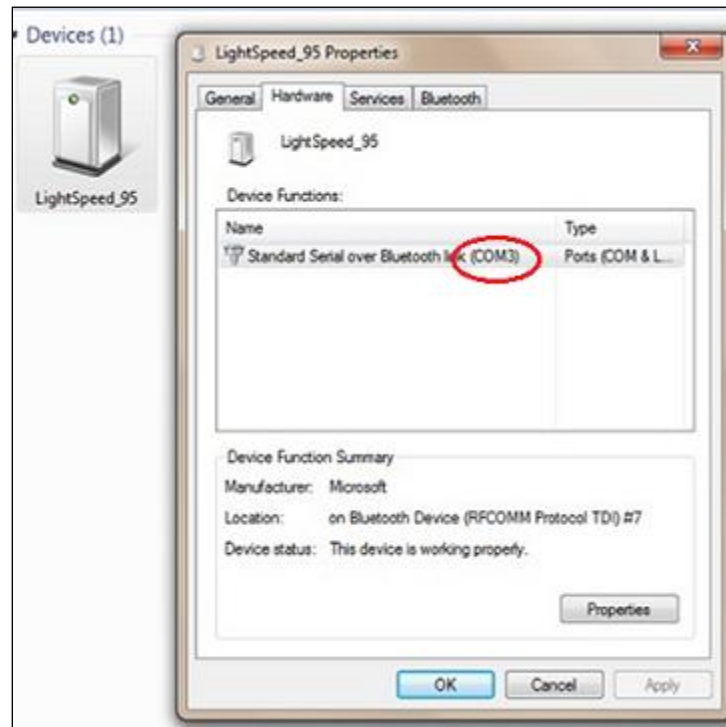 Devices (1)
LightSpeed_95
LightSpeed_95 Properties
General Hardware Services Bluetooth
LightSpeed_95
Device Functions:
Name Type
Standard Serial over Bluetooth link (COM3) Ports (COM & L...
Device Function Summary
Manufacturer: Microsoft
Location: on Bluetooth Device (RFCOMM Protocol TDI) #7
Device status: This device is working properly.
Properties
OK Cancel Apply